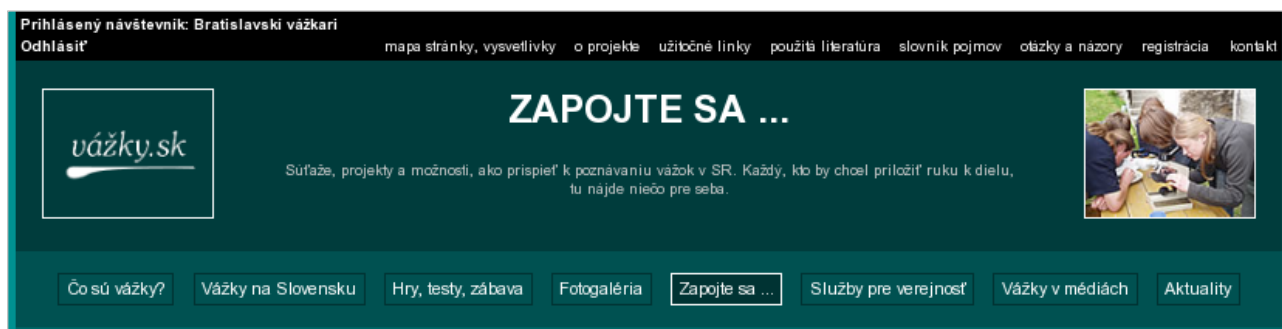 Prihlásený návštevník: Bratislavskí vážkari
Odhlásiť
mapa stránky, vysvetlivky o projekte užitočné linky použitá literatúra slovník pojmov otázky a názory registrácia kontakt
vážky.sk
ZAPOJTE SA ...
Súťaže, projekty a možnosti, ako prispieť k poznávaniu vážok v SR. Každý, kto by chcel priložiť ruku k dielu,
tu nájde niečo pre seba.
Čo sú vážky? Vážky na Slovensku Hry, testy, zábava Fotogaléria Zapojte sa ... Služby pre verejnosť Vážky v médiách Aktuality